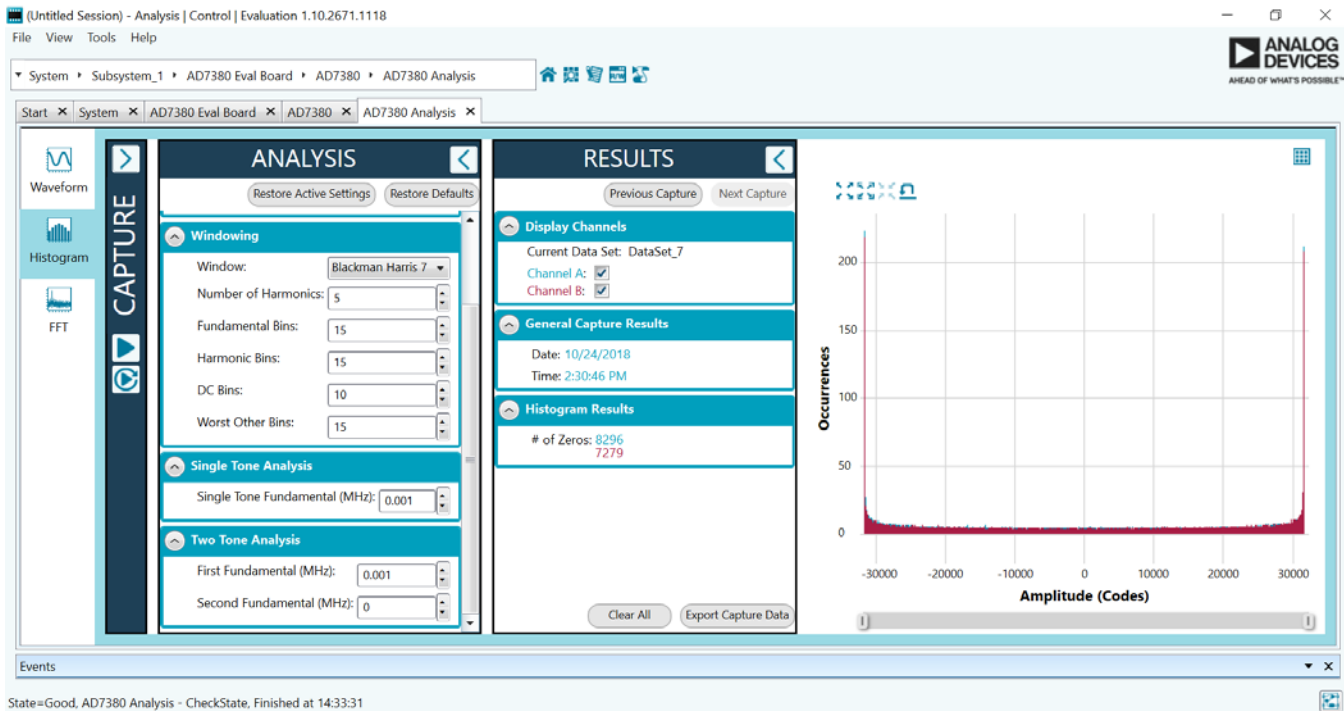 (Untitled Session) - Analysis | Control | Evaluation 1.10.2671.1118
File View Tools Help
ANALOG
DEVICES
AHEAD OF WHAT'S POSSIBLE™
System Subsystem_1 AD7380 Eval Board AD7380 AD7380 Analysis
Start System AD7380 Eval Board AD7380 AD7380 Analysis
Waveform
Histogram
FFT
CAPTURE
ANALYSIS
Restore Active Settings Restore Defaults
Windowing
Window: Blackman Harris 7
Number of Harmonics: 5
Fundamental Bins: 15
Harmonic Bins: 15
DC Bins: 10
Worst Other Bins: 15
Single Tone Analysis
Single Tone Fundamental (MHz): 0.001
Two Tone Analysis
First Fundamental (MHz): 0.001
Second Fundamental (MHz): 0
RESULTS
Previous Capture Next Capture
Display Channels
Current Data Set: DataSet_7
Channel A:
Channel B:
General Capture Results
Date: 10/24/2018
Time: 2:30:46 PM
Histogram Results
# of Zeros: 8296
7279
Clear All Export Capture Data
Occurrences
200
150
100
50
0
-30000 -20000 -10000 0 10000 20000 30000
Amplitude (Codes)
Events
State=Good, AD7380 Analysis - CheckState, Finished at 14:33:31